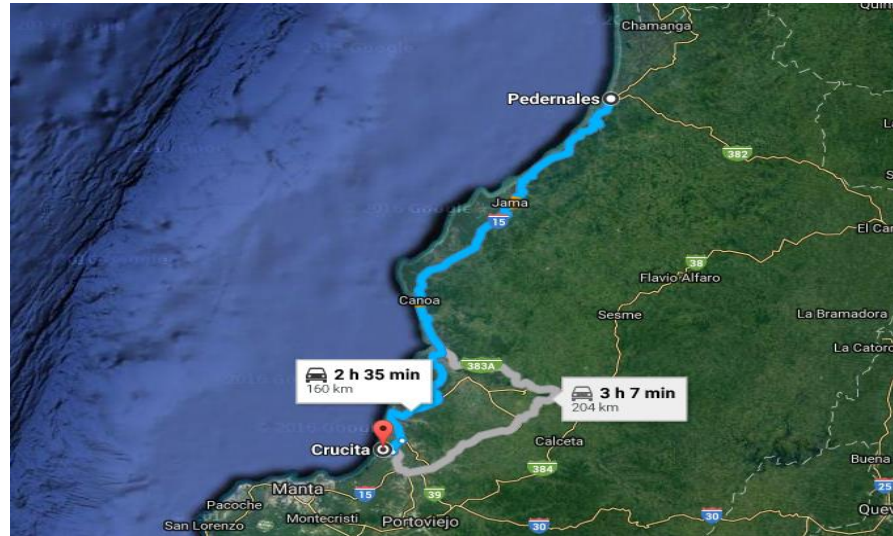 Quin
Chamanga
Pedernales
382
Jama
15
El Car
38
Flavio Alfaro
Canoa
Sesme
La Bramadora
La Catoro
383A
2 h 35 min
160 km
3 h 7 min
204 km
Crucita
Calceta
384
Buena
Manta
15
39
25
Pacoche
Montecristi
Portoviejo
30
30
Queve
San Lorenzo